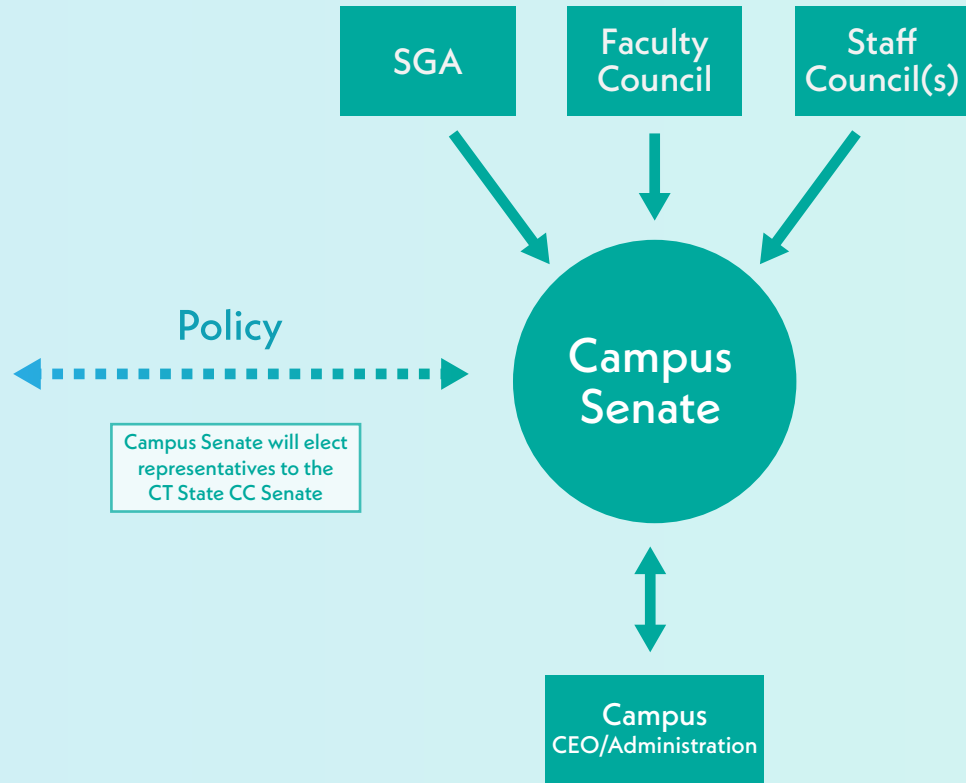 SGA
Faculty
Council
Staff
Council(s)
Policy
Campus Senate will elect
representatives to the
CT State CC Senate
Campus
Senate
Campus
CEO/Administration